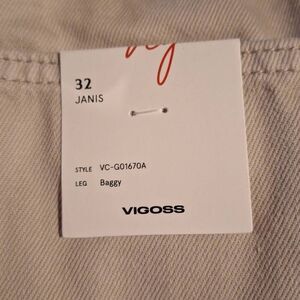 32
JANIS
STYLE VC-G01670A
LEG Baggy
VIGOSS